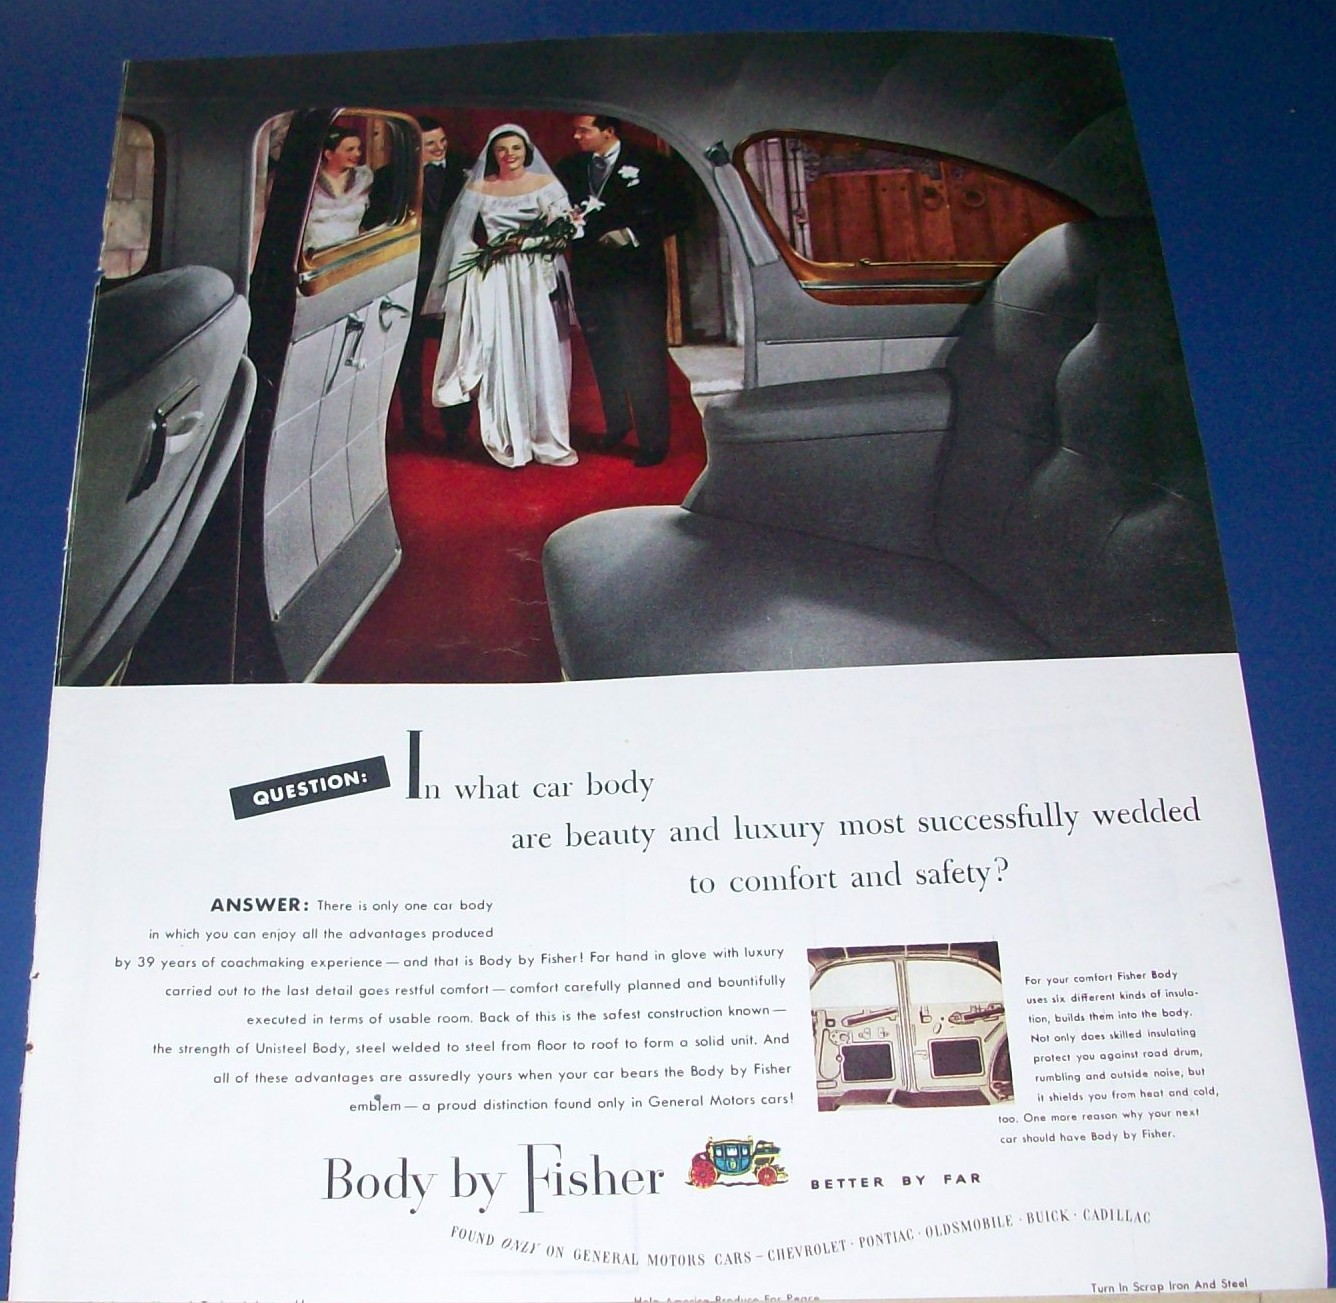 QUESTION: In what car body
are beauty and luxury most successfully wedded
to comfort and safety?
ANSWER: There is only one car body
in which you can enjoy all the advantages produced
by 39 years of coachmaking experience — and that is Body by Fisher! For hand in glove with luxury
carried out to the last detail goes restful comfort — comfort carefully planned and bountifully
executed in terms of usable room. Back of this is the safest construction known —
the strength of Unisteel Body, steel welded to steel from floor to roof to form a solid unit. And
all of these advantages are assuredly yours when your car bears the Body by Fisher
emblem — a proud distinction found only in General Motors cars!
For your comfort Fisher Body
uses six different kinds of insula-
tion, builds them into the body.
Not only does skilled insulating
protect you against road drum,
rumbling and outside noise, but
it shields you from heat and cold,
too. One more reason why your next
car should have Body by Fisher.
Body by Fisher BETTER BY FAR
FOUND ONLY ON GENERAL MOTORS CARS – CHEVROLET · PONTIAC · OLDSMOBILE · BUICK · CADILLAC
Help America Produce For Peace
Turn In Scrap Iron And Steel